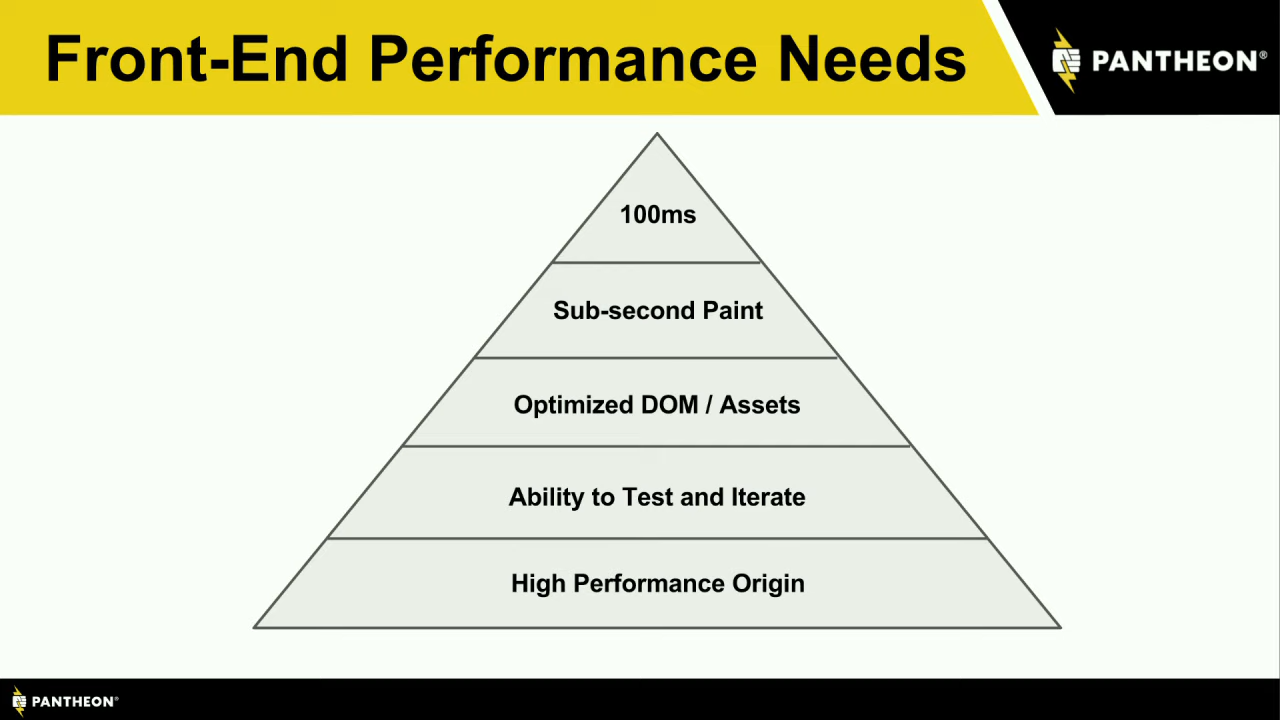 Front-End Performance Needs
PANTHEON®
100ms
Sub-second Paint
Optimized DOM / Assets
Ability to Test and Iterate
High Performance Origin
PANTHEON®